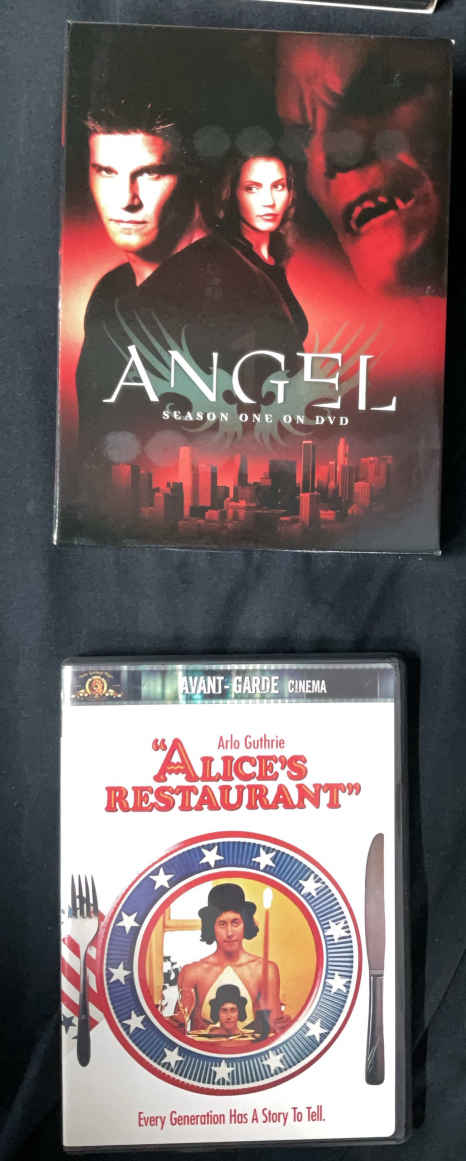 ANGEL
SEASON ONE ON DVD
AVANT-GARDE CINEMA
Arlo Guthrie
"ALICE'S
RESTAURANT"
Every Generation Has A Story To Tell.